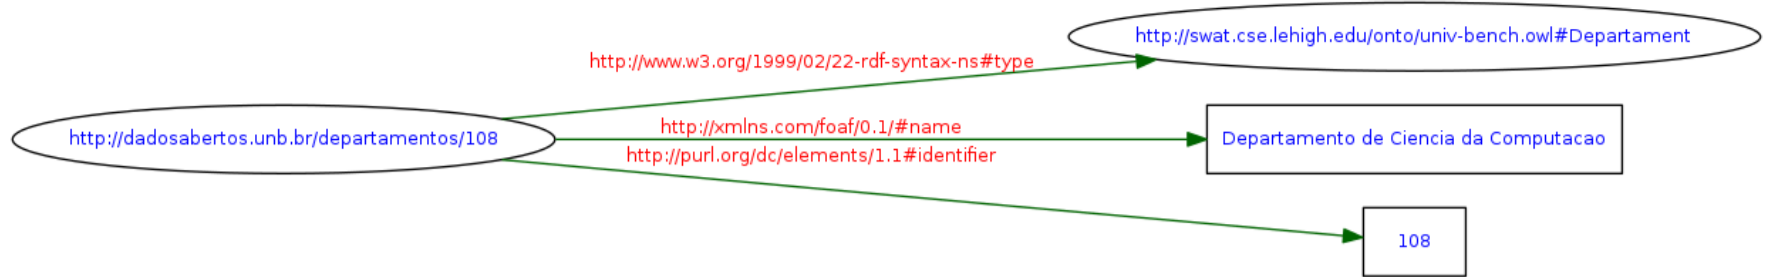 http://swat.cse.lehigh.edu/onto/univ-bench.owl#Departament
http://www.w3.org/1999/02/22-rdf-syntax-ns#type
http://xmlns.com/foaf/0.1/#name
http://dadosabertos.unb.br/departamentos/108
Departamento de Ciencia da Computacao
http://purl.org/dc/elements/1.1#identifier
108